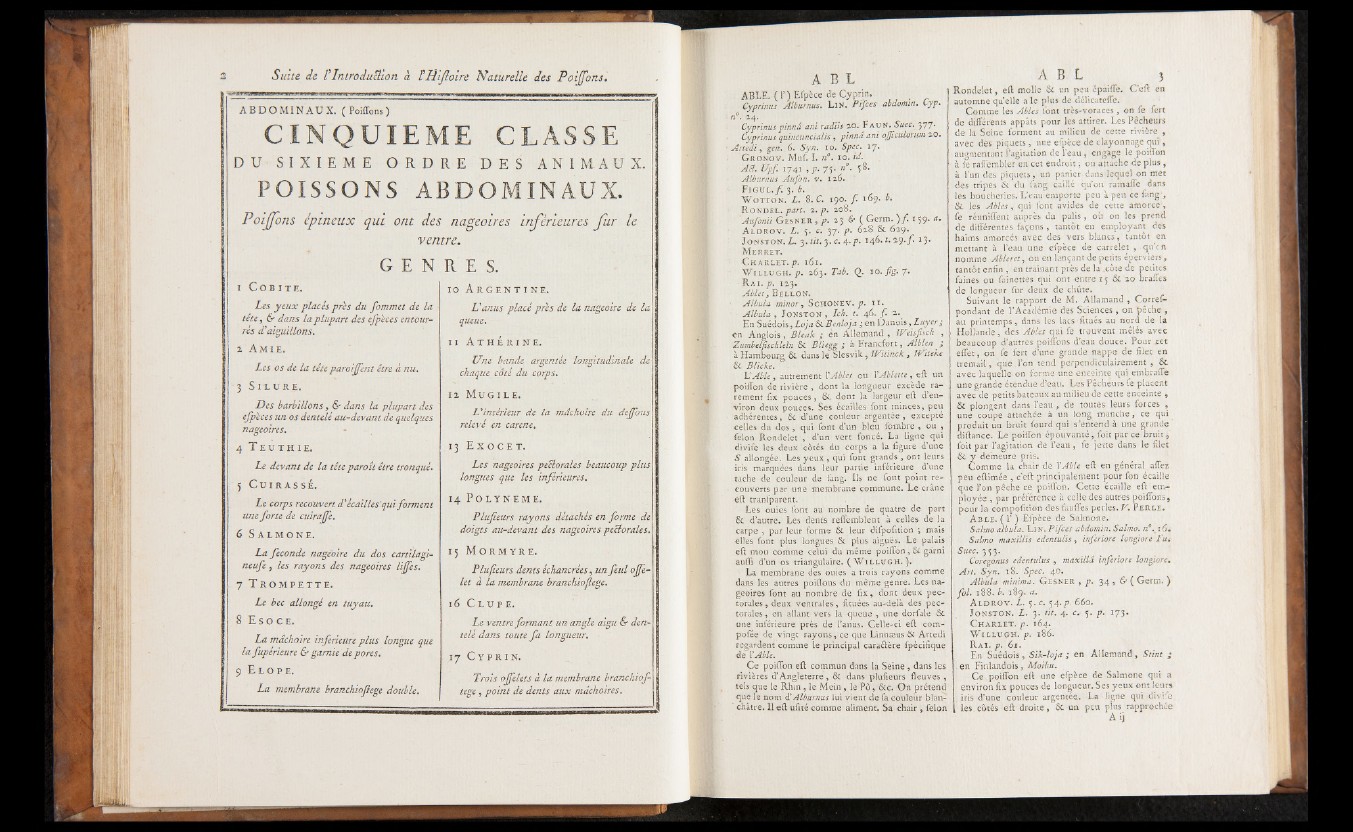 2 Suite de l'Introduction à l'Histoire Naturelle des Poissons.
ABDOMINAUX. ( Poissons )
CINQUIEME CLASSE
DU SIXIEME ORDRE DES ANIMAUX.
POISSONS ABDOMINAUX.
Poissons épineux qui ont des nageoires inférieures sur le
ventre.
GENRES.
1 COBITE.
Les yeux placés près du sommet de la
tête, & dans la plupart des espèces entou-
rés d'aiguillons.
2 AMIE.
Les os de la tête paroissent être à nu.
3 SILURE.
Des barbillons, & dans la plupart des
espèces un os dentelé au-devant de quelques
nageoires.
4 TEUTHIE.
Le devant de la tête paroît être tronqué.
5 CUIRASSÉ.
Le corps recouvert d'écailles qui forment
une sorte de cuirasse.
6 SALMONE.
La seconde nageoire du dos cartilagi-
neuse, les rayons des nageoires lisses.
7 TROMPETTE.
Le bec allongé en tuyau.
8 ESOCE.
La mâchoire inférieure plus longue que
la supérieure & garnie de pores.
9 ELOPE.
La membrane branchiostege double.
10 ARGENTINE.
L'anus placé près de la nageoire de la
queue.
11 ATHÉRINE.
Une bande argentée longitudinale de
chaque côté du corps.
12 MUGILE.
L'intérieur de la mâchoire du dessous
relevé en carene.
13 EXOCET.
Les nageoires pectorales beaucoup plus
longues que les inférieures.
14 POLYNEME.
Plusieurs rayons détachés en forme de
doigts au-devant des nageoires pectorales.
15 MORMYRE.
Plusieurs dents échancrées, un seul osse-
let à la membrane branchiostege.
16 CLUPE.
Le ventre formant un angle aigu & den-
telé dans toute sa longueur.
17 CYPRIN.
Trois osselets à la membrane branchios-
tege, point de dents aux mâchoires.
ABL
ABLE. ( l' ) Espèce de Cyprin.
Cyprinus Alburnus. LIN. Pisces abdomin. Cyp.
n°. 24.
Cyprinus pinnâ ani radiis 20. FAUN. Suec. 377.
Cyprinus quincuncialis, pinnâ ani ossiculorum 20.
Artedi, gen. 6. Syn. 10. Spec. 17.
GRONOV. Mus. I. n°. 10. id.
Act. Ups. 1741, p. 75. n°. 58.
Alburnus Auson. v. 126.
FIGUL. f. 3. b.
WOTTON. L. 8. C. 190. f. 169. b.
RONDEL. part. 2. p. 208.
Ausonii GESNER, p. 23 & ( Germ. ) f. 159. a.
ALDROV. L. 5. c. 37. p. 628 & 629.
JONSTON. L. 3. tit. 3. c. 4. p. 146. t. 29. f. 13.
MERRET.
CHARLET. p. 161.
WILLUGH. p. 263. Tab. Q. 10. fig. 7.
RAI. p. 123.
Ablet, BELLON.
Albula minor, SCHONEV. p. 11.
Albula, JONSTON, Ich. t. 46. f. 2.
En Suédois, Loja & Benloja ; en Danois, Luyer ;
en Anglois, Bleak ; en Allemand, Weissfisch,
Zumbelfischlein & Bliegg ; à Francfort, Alblen ;
à Hambourg & dans le Slesvik, Witinek, Witeke
& Blicke.
L'Able, autrement l'Ablet ou l'Ablette, est un
poisson de rivière, dont la longueur excède ra-
rement six pouces, & dont la largeur est d'en-
viron deux pouces. Ses écailles sont minces, peu
adhérentes, & d'une couleur argentée, excepté
celles du dos, qui sont d'un bleu sombre, ou,
selon Rondelet, d'un vert foncé. La ligne qui
divise les deux côtés du corps a la figure d'une
S allongée. Les yeux, qui sont grands, ont leurs
iris marquées dans leur partie inférieure d'une
tache de couleur de sang. Ils ne sont point re-
couverts par une membrane commune. Le crâne
est transparent.
Les ouies sont au nombre de quatre de part
& d'autre. Les dents ressemblent à celles de la
carpe, par leur forme & leur disposition ; mais
elles sont plus longues & plus aiguës. Le palais
est mou comme celui du même poisson, & garni
aussi d'un os triangulaire. ( WILLUGH. ).
La membrane des ouies a trois rayons comme
dans les autres poissons du même genre. Les na-
geoires sont au nombre de six, dont deux pec-
torales, deux ventrales, situées au-delà des pec-
torales, en allant vers la queue, une dorsale &
une inférieure près de l'anus. Celle-ci est com-
posée de vingt rayons, ce que Linnæus & Artedi
regardent comme le principal caractère spécifique
de l'Able.
Ce poisson est commun dans la Seine, dans les
rivières d'Angleterre, & dans plusieurs fleuves,
tels que le Rhin, le Mein, le Pô, &c. On prétend
que le nom d'Alburnus lui vient de sa couleur blan-
châtre. Il est usité comme aliment. Sa chair, selon
ABL 3
Rondelet, est molle & un peu épaisse. C'est en
automne qu'elle a le plus de délicatesse.
Comme les Ables sont très-voraces, on se sert
de différents appâts pour les attirer. Les Pêcheurs
de la Seine forment au milieu de cette rivière,
avec des piquets, une espèce de clayonnage qui,
augmentant l'agitation de l'eau, engage le poisson
à se rassembler en cet endroit, ou attache de plus,
à l'un des piquets, un panier dans lequel on met
des tripes & du sang caillé qu'on ramasse dans
les boucheries. L'eau emporte peu à peu ce sang,
& les Ables, qui sont avides de cette amorce,
se réunissent auprès du palis, où on les prend
de différentes façons, tantôt en employant des
haims amorcés avec des vers blancs, tantôt en
mettant à l'eau une espèce de carrelet, qu'on
nomme Ableret, ou en lançant de petits éperviers,
tantôt enfin, en traînant près de la côte de petites
saines ou sainettes qui ont entre 15 & 20 brasses
de longueur sur deux de chûte.
Suivant le rapport de M. Allamand, Corres-
pondant de l'Académie des Sciences, on pêche,
au printemps, dans les lacs situés au nord de la
Hollande, des Ables qui se trouvent mêlés avec
beaucoup d'autres poissons d'eau douce. Pour cet
effet, on se sert d'une grande nappe de filet en
tremail, que l'on tend perpendiculairement, &
avec laquelle on forme une enceinte qui embrasse
une grande étendue d'eau. Les Pêcheurs se placent
avec de petits bateaux au milieu de cette enceinte,
& plongent dans l'eau, de toutes leurs forces,
une coupe attachée à un long manche, ce qui
produit un bruit sourd qui s'entend à une grande
distance. Le poisson épouvanté, soit par ce bruit,
soit par l'agitation de l'eau, se jette dans le filet
& y demeure pris.
Comme la chair de l'Able est en général assez
peu estimée, c'est principalement pour son écaille
que l'on pêche ce poisson. Cette écaille est em-
ployée, par préférence à celle des autres poissons,
pour la composition des fausses perles. V. PERLE.
ABLE. ( l' ) Espèce de Salmone.
Salmo albula. LIN. Pisces abdomin. Salmo. n°. 16.
Salmo maxillis edentulis, inferiore longiore Fau.
Suec. 353.
Coregonus edentulus, maxillâ inferiore longiore.
Art. Syn. 18. Spec. 40.
Albula minima. GESNER, p. 34, & ( Germ. )
fol. 188. b. 189. a.
ALDROV. L. 5. c. 54. p. 660.
JONSTON. L. 3. tit. 4. c. 5. p. 173.
CHARLET. p. 164.
WILLUGH. p. 186.
RAI. p. 61.
En Suédois, Sik-loja ; en Allemand, Stint ;
en Finlandois, Moiku.
Ce poisson est une espèce de Salmone qui a
environ six pouces de longueur. Ses yeux ont leurs
iris d'une couleur argentée. La ligne qui divise
les côtés est droite, & un peu plus rapprochée
A ij